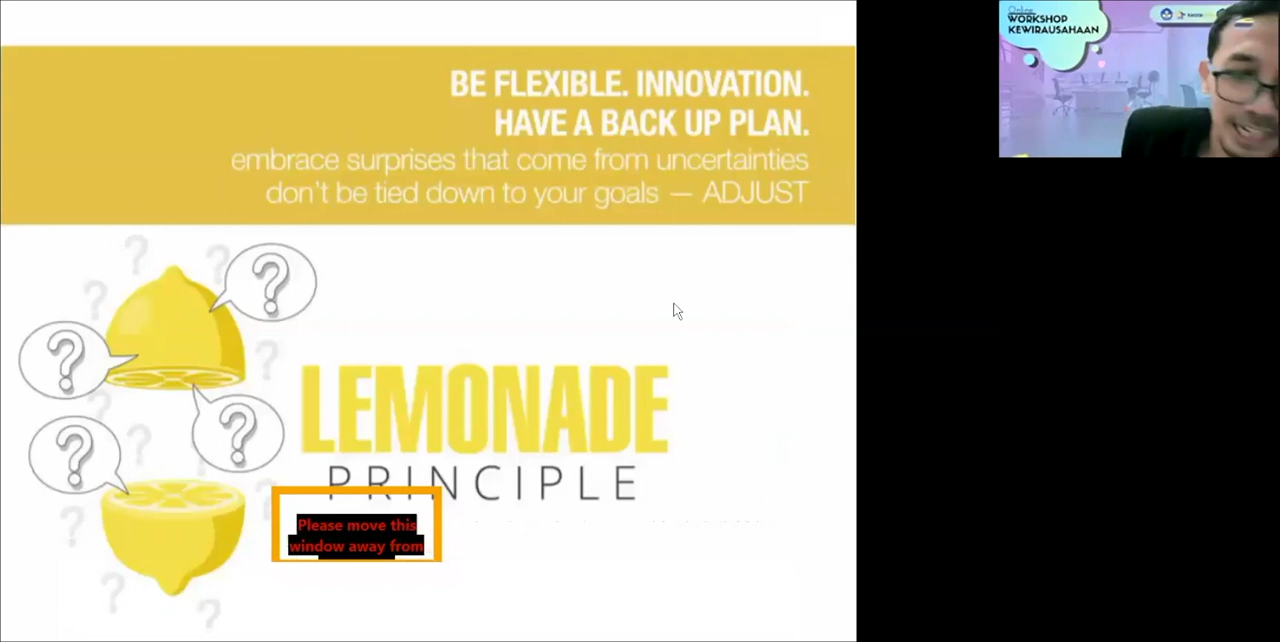 BE FLEXIBLE. INNOVATION.
HAVE A BACK UP PLAN.
embrace surprises that come from uncertainties
don't be tied down to your goals — ADJUST
?
?
?
?
LEMONADE
PRINCIPLE
Please move this
window away from
Online
WORKSHOP
KEWIRAUSAHAAN